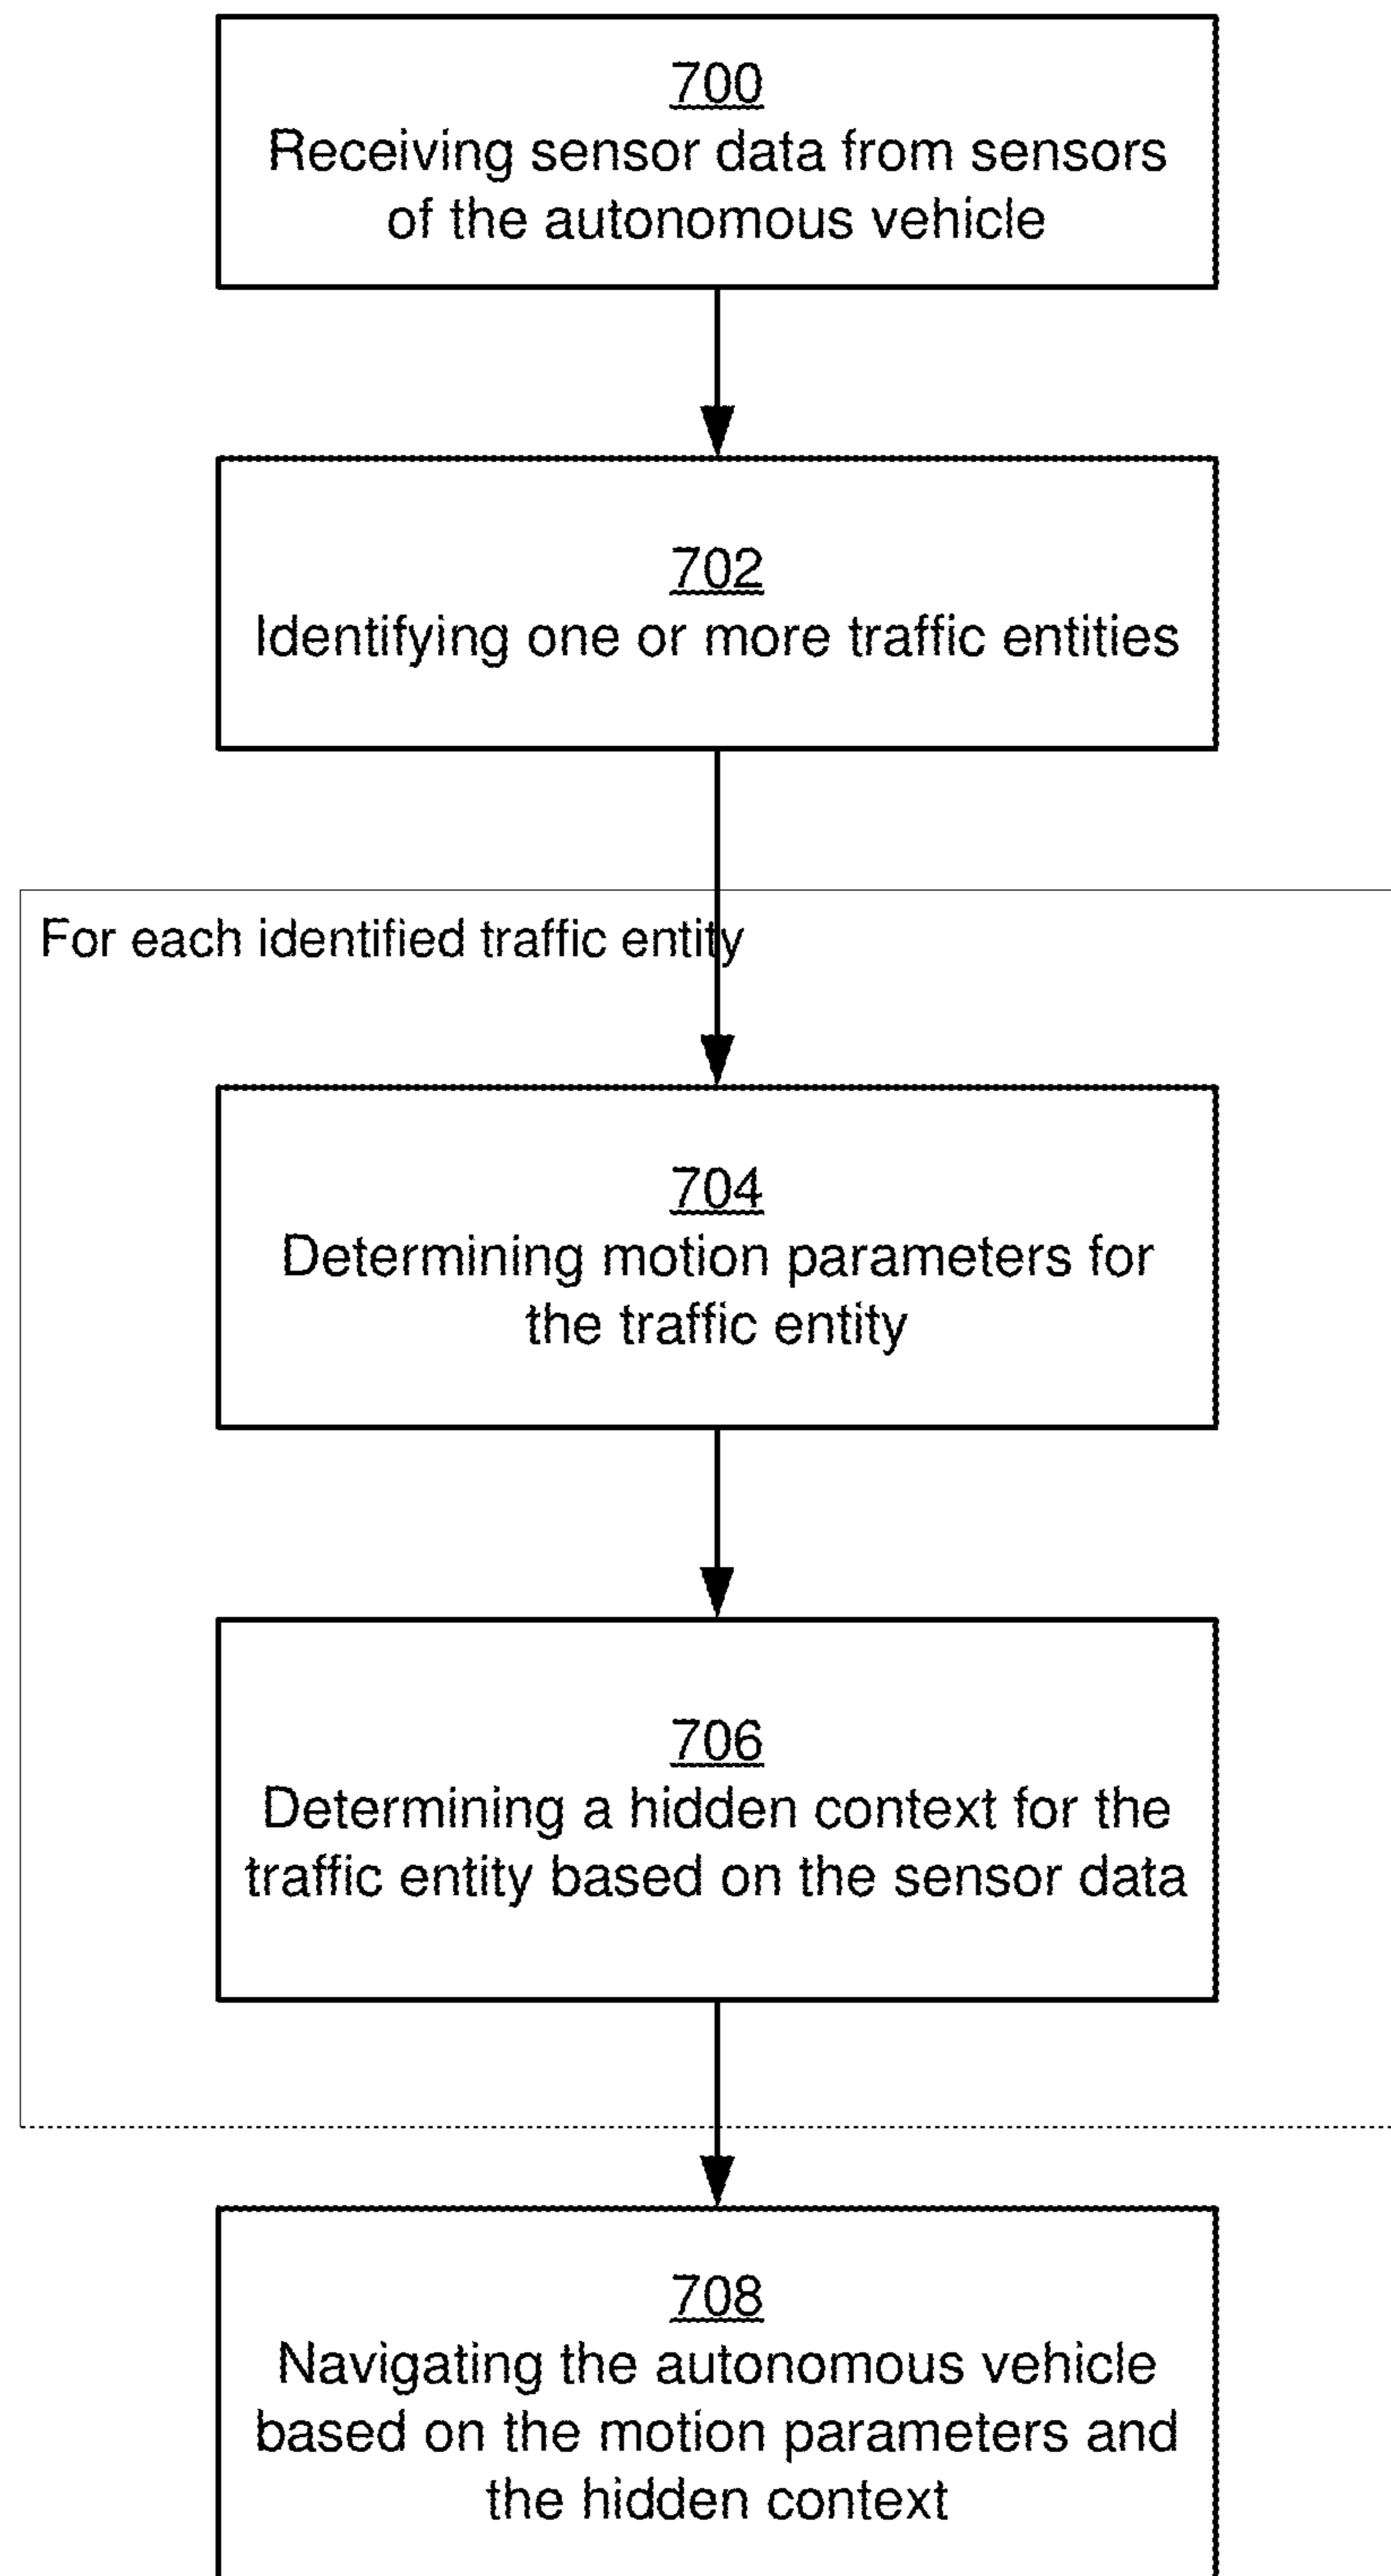 700
Receiving sensor data from sensors
of the autonomous vehicle
702
Identifying one or more traffic entities
For each identified traffic entity
704
Determining motion parameters for
the traffic entity
706
Determining a hidden context for the
traffic entity based on the sensor data
708
Navigating the autonomous vehicle
based on the motion parameters and
the hidden context